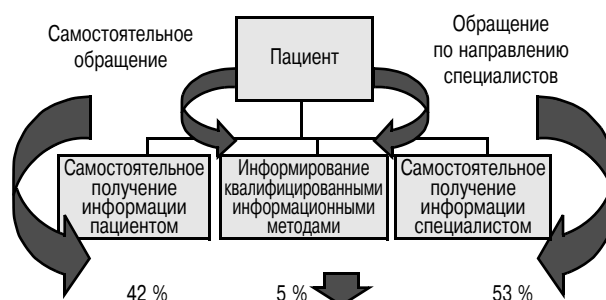 Самостоятельное
обращение
Пациент
Обращение
по направлению
специалистов
Самостоятельное
получение
информации
пациентом
Информирование
квалифицированными
информационными
методами
Самостоятельное
получение
информации
специалистом
42 %
5 %
53 %